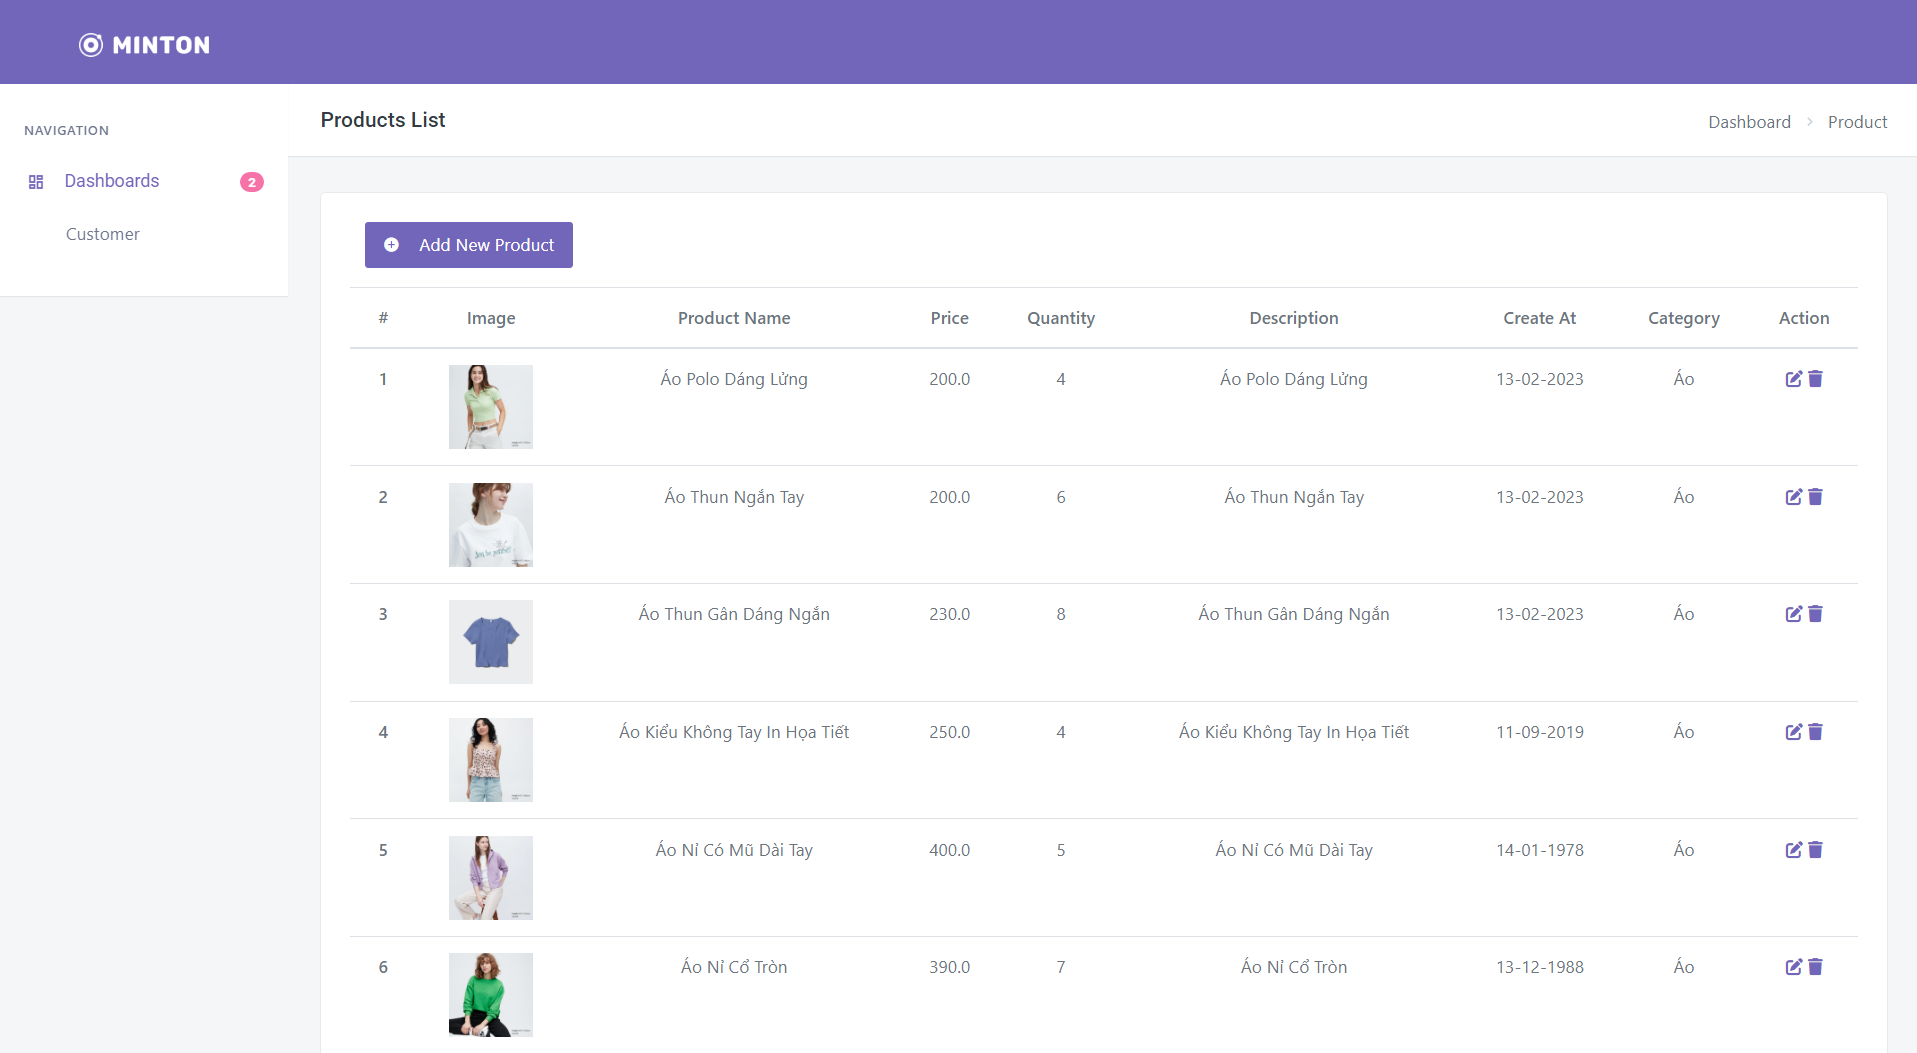 MINTON
NAVIGATION
Dashboards 2
Customer
Products List
Dashboard > Product
Add New Product
# Image Product Name Price Quantity Description Create At Category Action
1 Áo Polo Dáng Lửng 200.0 4 Áo Polo Dáng Lửng 13-02-2023 Áo
2 Áo Thun Ngắn Tay 200.0 6 Áo Thun Ngắn Tay 13-02-2023 Áo
3 Áo Thun Gân Dáng Ngắn 230.0 8 Áo Thun Gân Dáng Ngắn 13-02-2023 Áo
4 Áo Kiểu Không Tay In Họa Tiết 250.0 4 Áo Kiểu Không Tay In Họa Tiết 11-09-2019 Áo
5 Áo Nỉ Có Mũ Dài Tay 400.0 5 Áo Nỉ Có Mũ Dài Tay 14-01-1978 Áo
6 Áo Nỉ Cổ Tròn 390.0 7 Áo Nỉ Cổ Tròn 13-12-1988 Áo